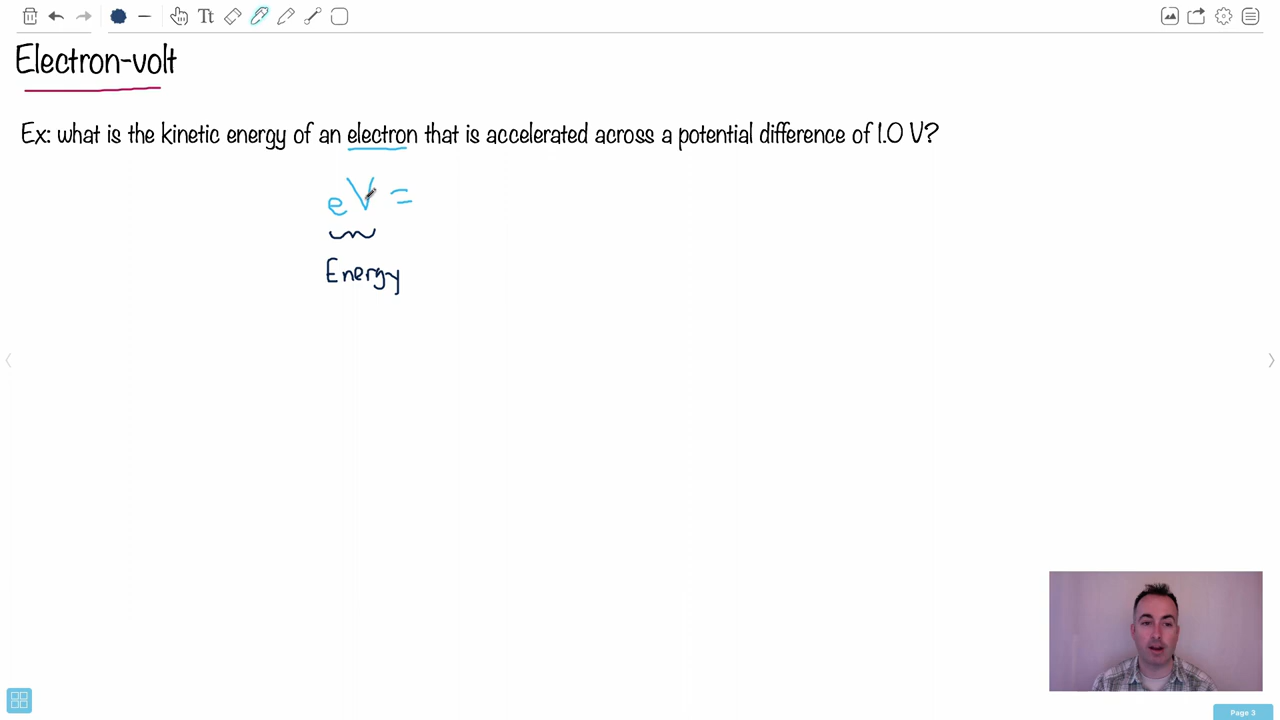 Tt
Electron-volt
Ex: what is the kinetic energy of an electron that is accelerated across a potential difference of 1.0 V?
eV =
Energy
Page 3